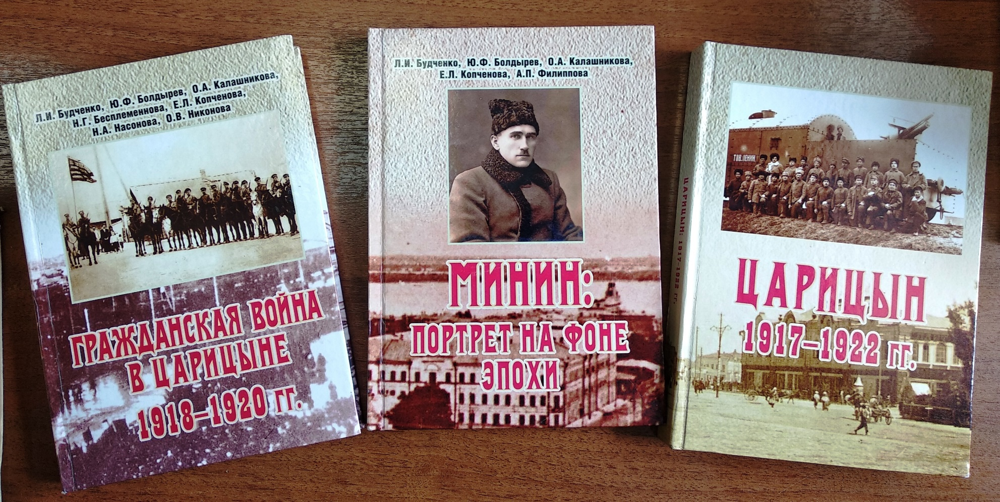 Л.И. Будченко, Ю.Ф. Болдырев, О.А. Калашникова,
Н.Г. Бесплеменнова, Е.Л. Копченова,
Н.А. Насонова, О.В. Никонова
ГРАЖДАНСКАЯ ВОЙНА
В ЦАРИЦЫНЕ
1918–1920 гг.
Л.И. Будченко, Ю.Ф. Болдырев, О.А. Калашникова,
Е.Л. Копченова, А.П. Филиппова
МИНИН:
ПОРТРЕТ НА ФОНЕ
ЭПОХИ
ЦАРИЦЫН: 1917–1922 гг.
ТОВ.ЛЕНИН.
ЦАРИЦЫН
1917–1922 гг.